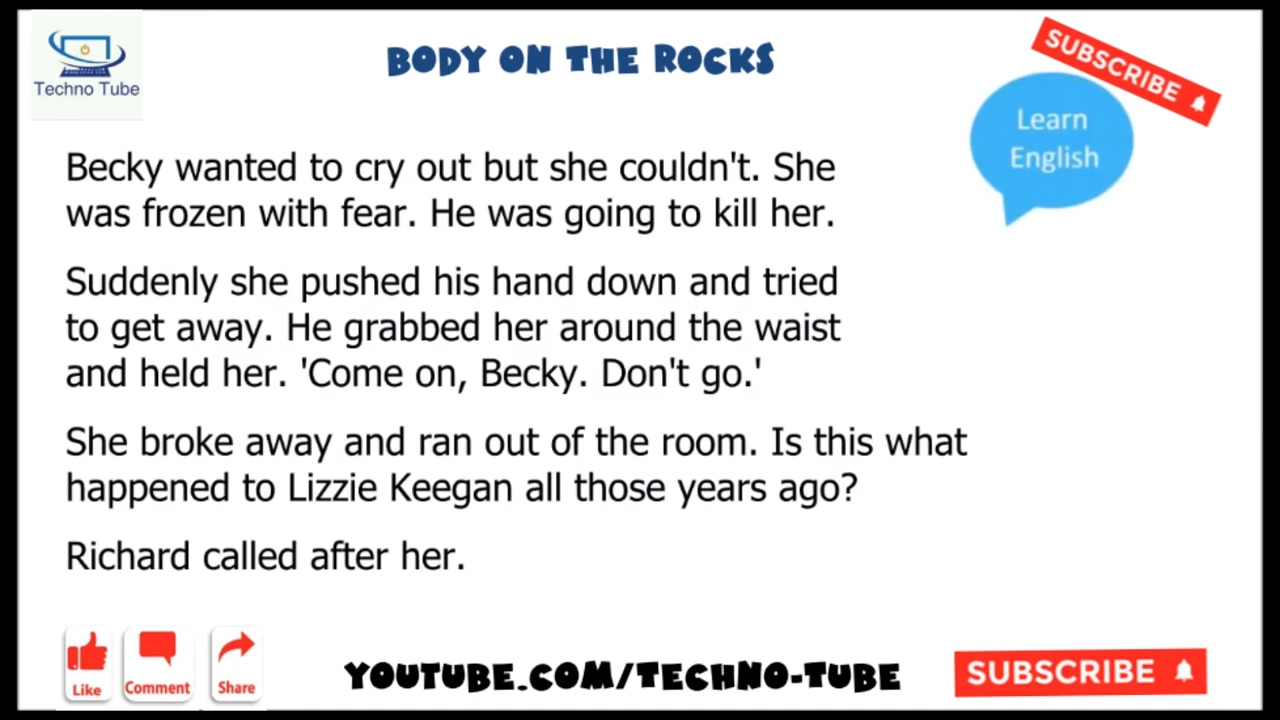 Techno Tube
BODY ON THE ROCKS
SUBSCRIBE
Learn
English
Becky wanted to cry out but she couldn't. She
was frozen with fear. He was going to kill her.
Suddenly she pushed his hand down and tried
to get away. He grabbed her around the waist
and held her. 'Come on, Becky. Don't go.'
She broke away and ran out of the room. Is this what
happened to Lizzie Keegan all those years ago?
Richard called after her.
Like
Comment
Share
YOUTUBE.COM/TECHNO-TUBE
SUBSCRIBE